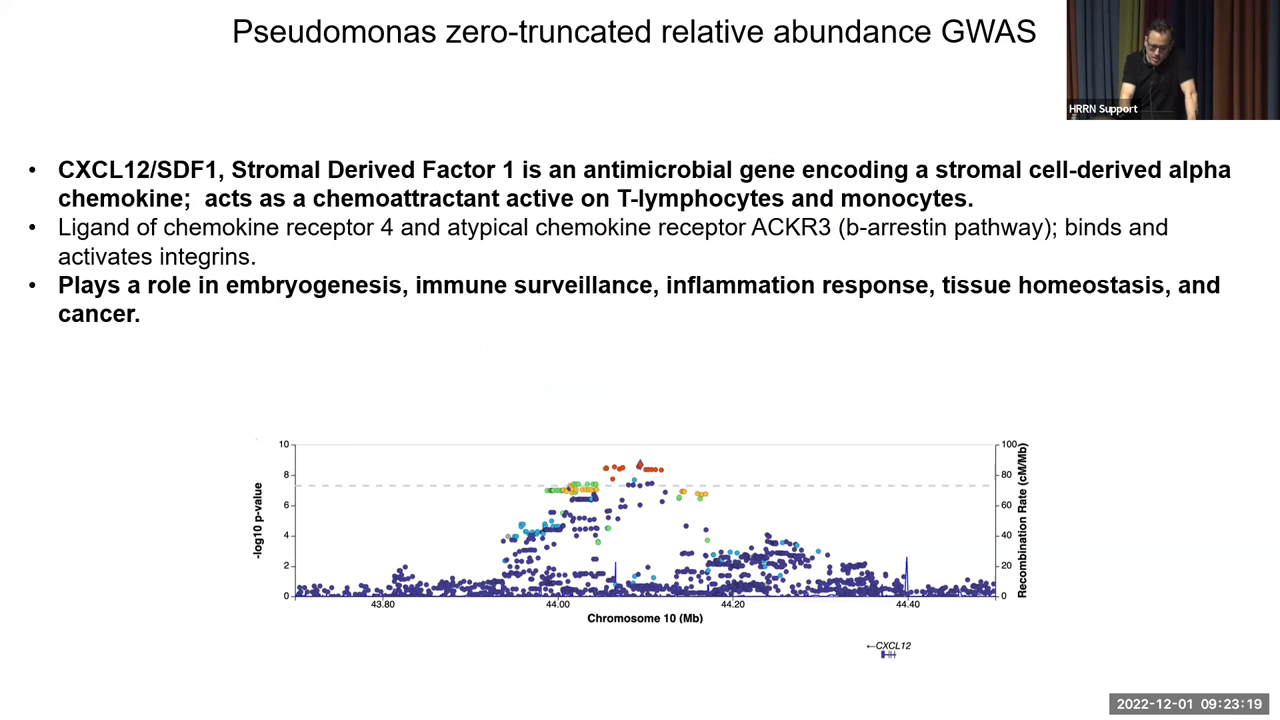 Pseudomonas zero-truncated relative abundance GWAS
HRRN Support
• CXCL12/SDF1, Stromal Derived Factor 1 is an antimicrobial gene encoding a stromal cell-derived alpha
chemokine; acts as a chemoattractant active on T-lymphocytes and monocytes.
• Ligand of chemokine receptor 4 and atypical chemokine receptor ACKR3 (b-arrestin pathway); binds and
activates integrins.
• Plays a role in embryogenesis, immune surveillance, inflammation response, tissue homeostasis, and
cancer.
10
8
6
4
2
0
-log10 p-value
100
80
60
40
20
0
Recombination Rate (cM/Mb)
43.80 44.00 44.20 44.40
Chromosome 10 (Mb)
←CXCL12
2022-12-01 09:23:19